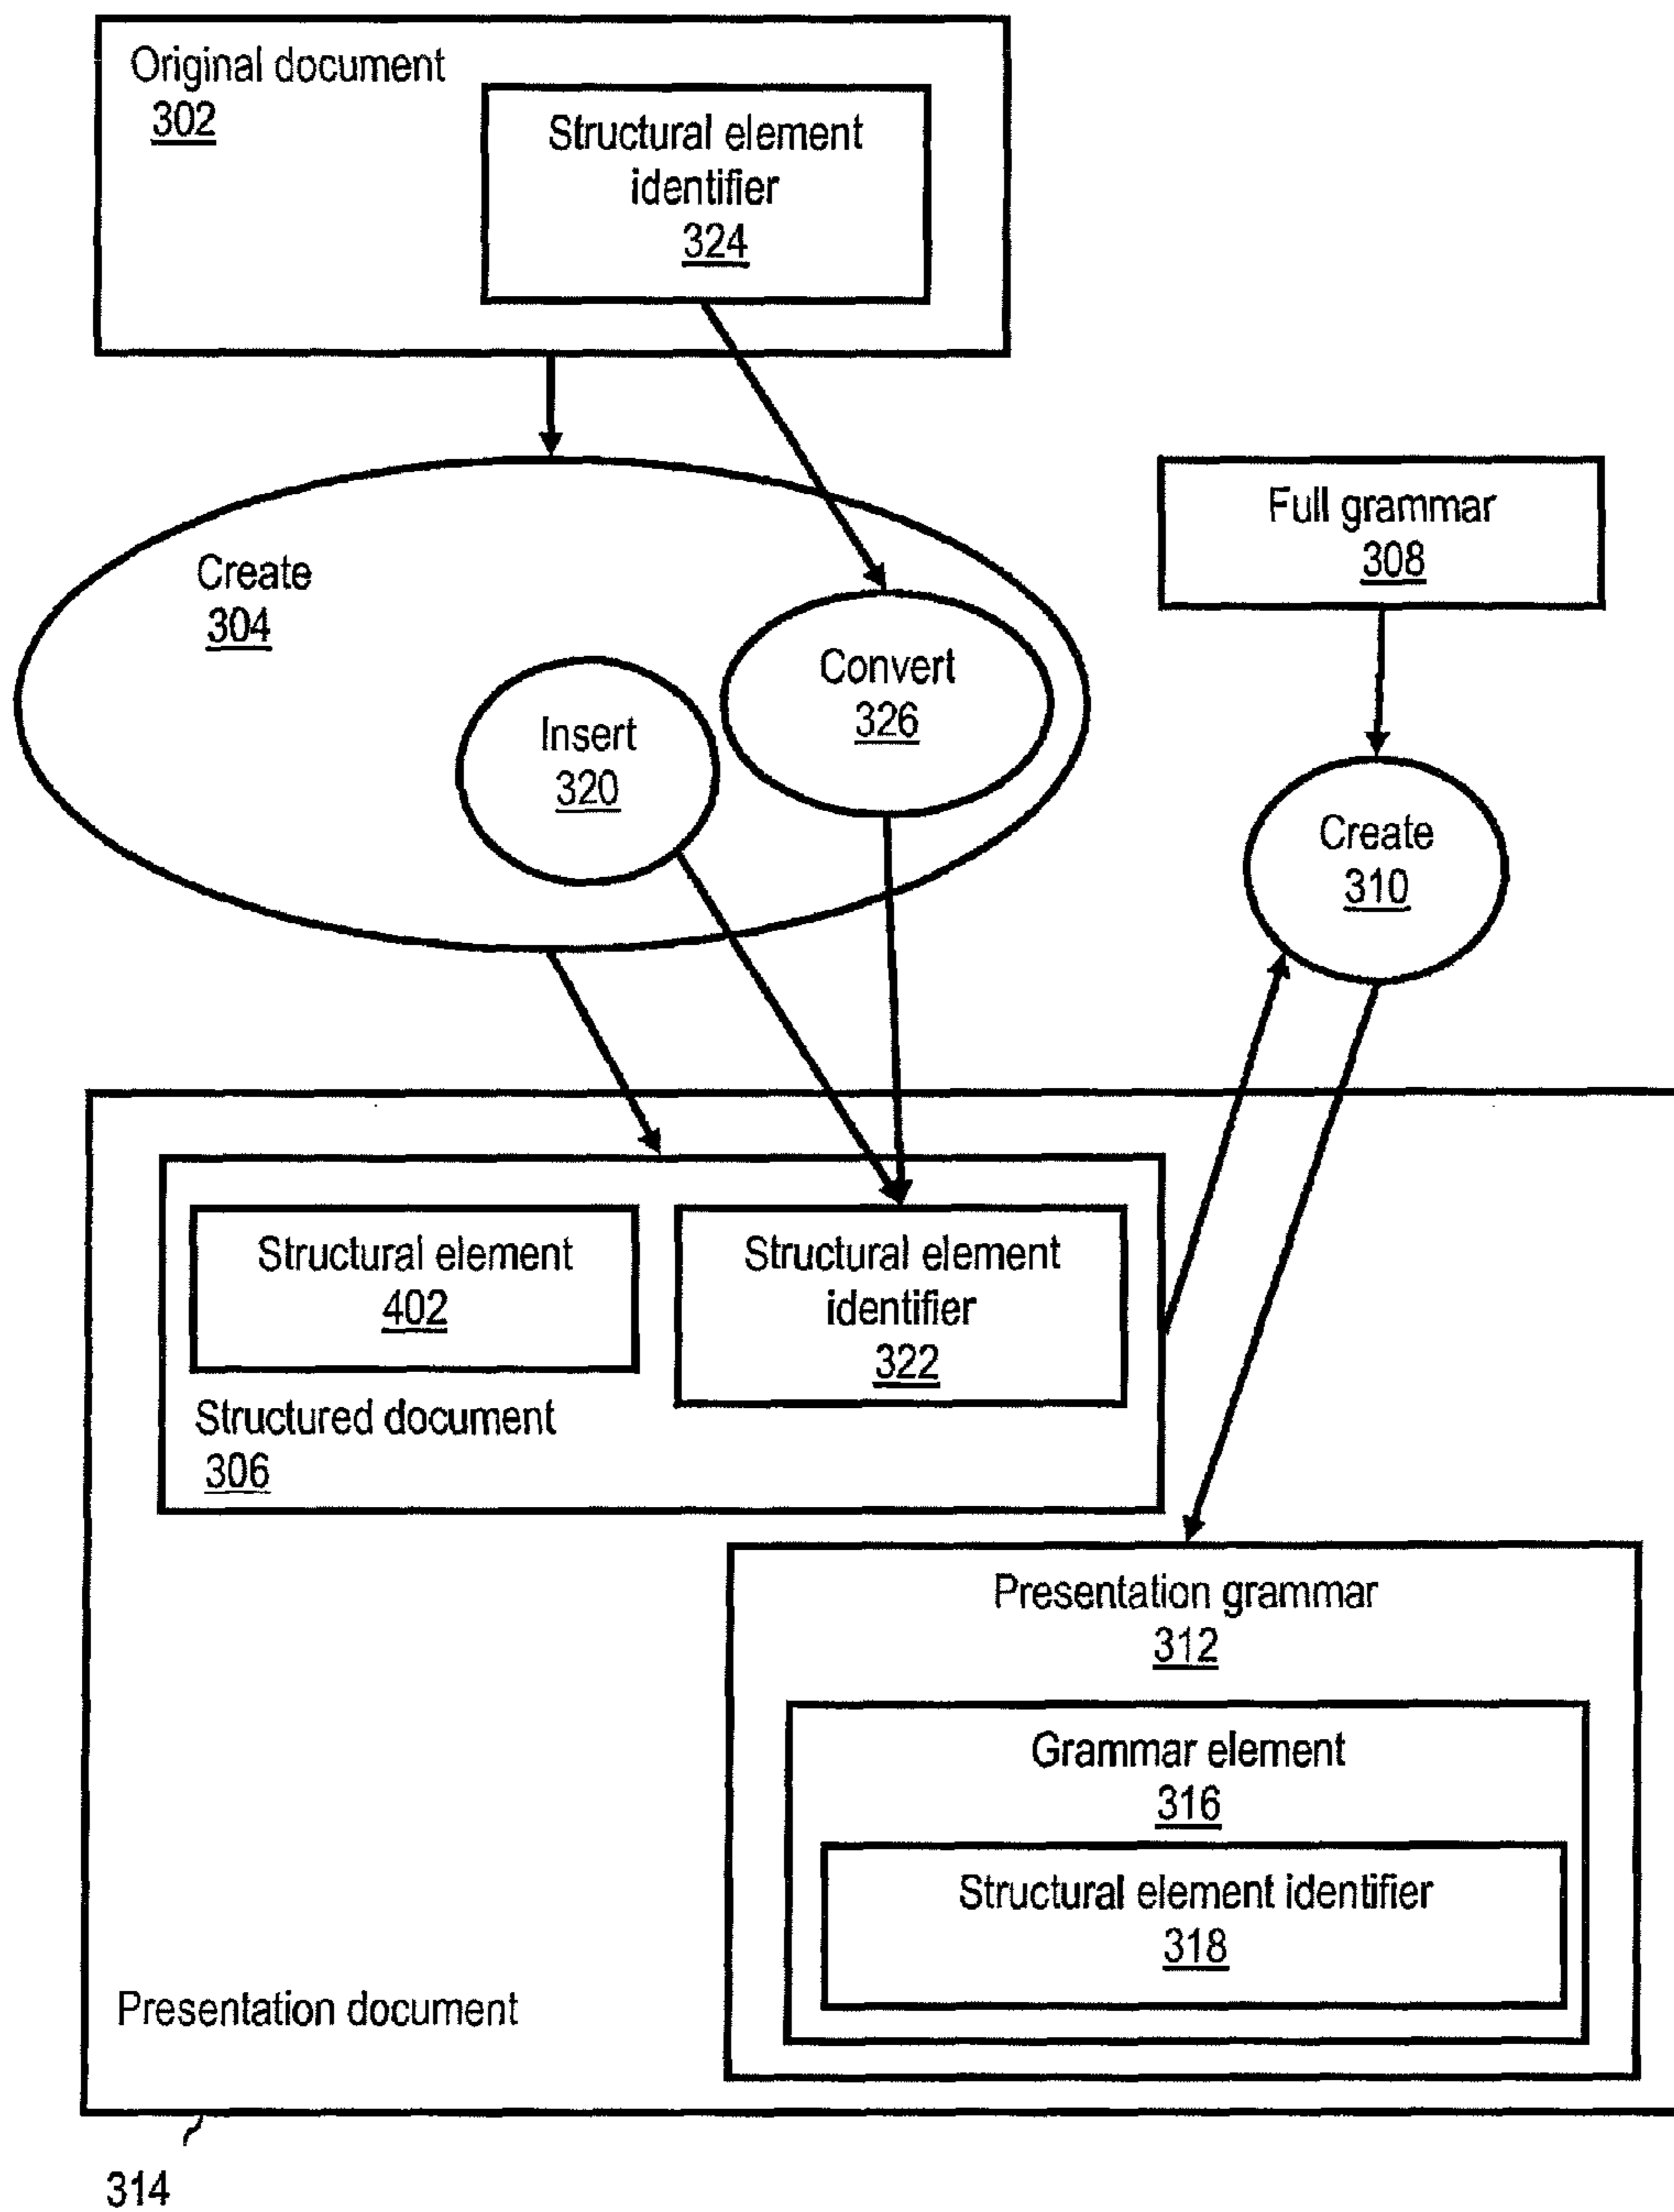 Original document
302
Structural element
identifier
324
Full grammar
308
Create
304
Convert
326
Insert
320
Create
310
Structural element
402
Structural element
identifier
322
Structured document
306
Presentation grammar
312
Grammar element
316
Structural element identifier
318
Presentation document
314